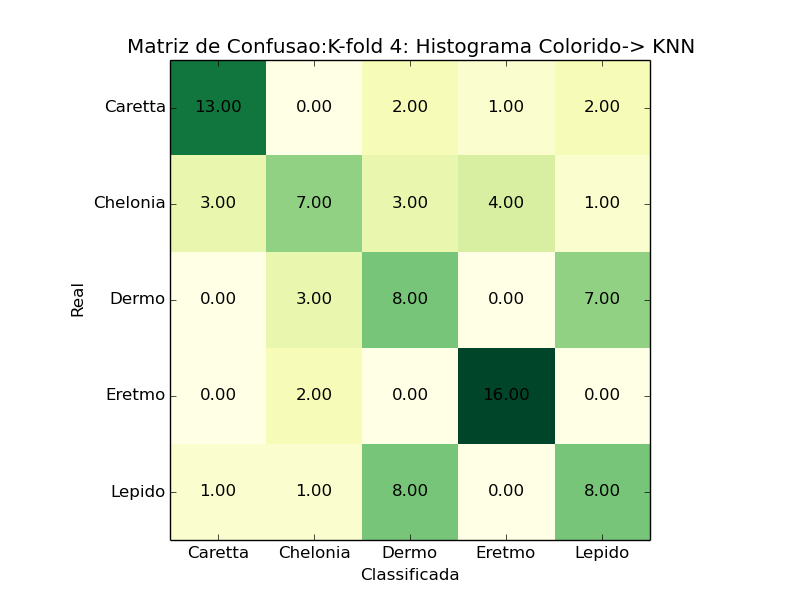 Matriz de Confusao:K-fold 4: Histograma Colorido-> KNN
Caretta 13.00 0.00 2.00 1.00 2.00
Chelonia 3.00 7.00 3.00 4.00 1.00
Real
Dermo 0.00 3.00 8.00 0.00 7.00
Eretmo 0.00 2.00 0.00 16.00 0.00
Lepido 1.00 1.00 8.00 0.00 8.00
Caretta Chelonia Dermo Eretmo Lepido
Classificada